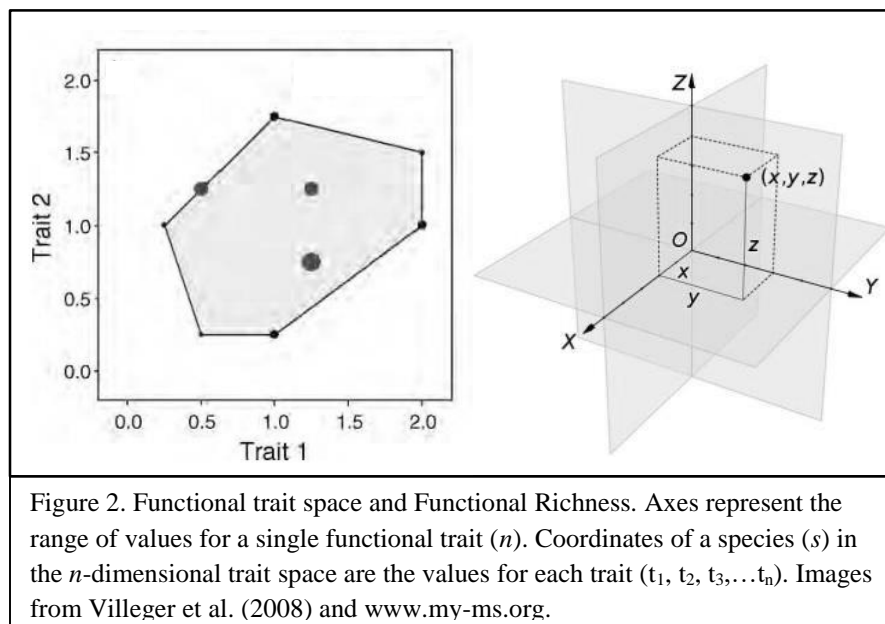 2.0
1.5
1.0
0.5
0.0
Trait 2
0.0 0.5 1.0 1.5 2.0
Trait 1
Z
(x,y,z)
O
z
x
y
Y
X
Figure 2. Functional trait space and Functional Richness. Axes represent the
range of values for a single functional trait (n). Coordinates of a species (s) in
the n-dimensional trait space are the values for each trait (t₁, t₂, t₃,…tₙ). Images
from Villeger et al. (2008) and www.my-ms.org.